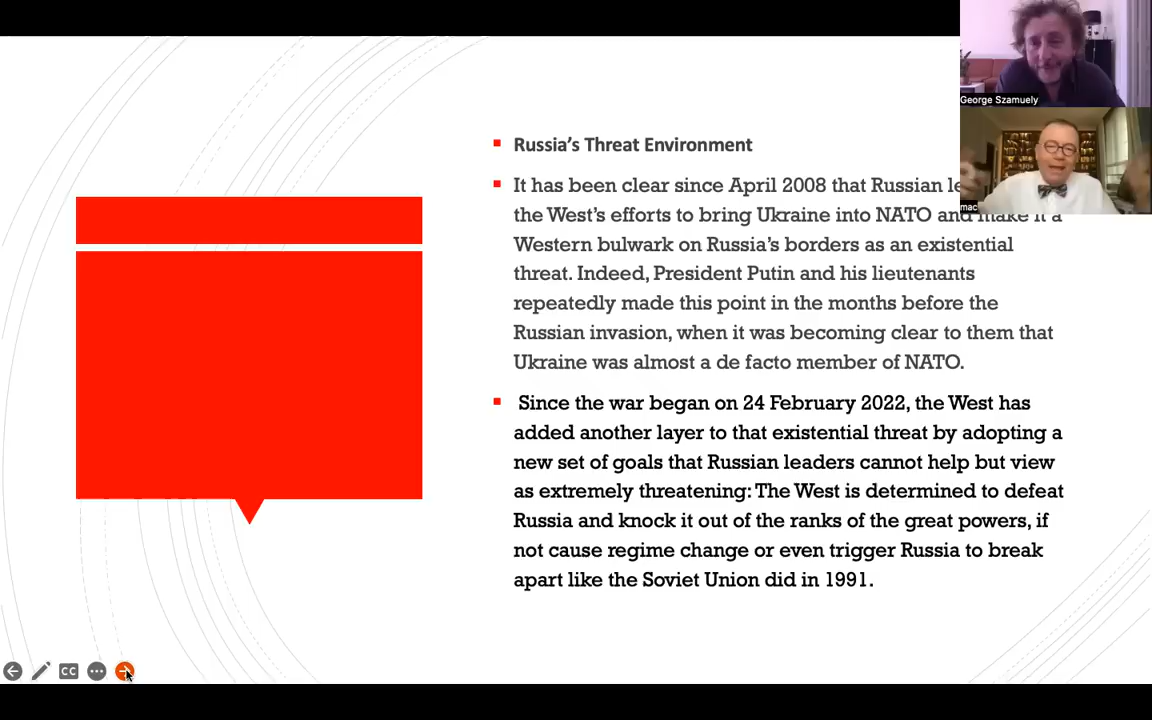 George Szamuely
mac
Russia's Threat Environment
It has been clear since April 2008 that Russian le
the West's efforts to bring Ukraine into NATO and make it a
Western bulwark on Russia's borders as an existential
threat. Indeed, President Putin and his lieutenants
repeatedly made this point in the months before the
Russian invasion, when it was becoming clear to them that
Ukraine was almost a de facto member of NATO.
Since the war began on 24 February 2022, the West has
added another layer to that existential threat by adopting a
new set of goals that Russian leaders cannot help but view
as extremely threatening: The West is determined to defeat
Russia and knock it out of the ranks of the great powers, if
not cause regime change or even trigger Russia to break
apart like the Soviet Union did in 1991.
CC